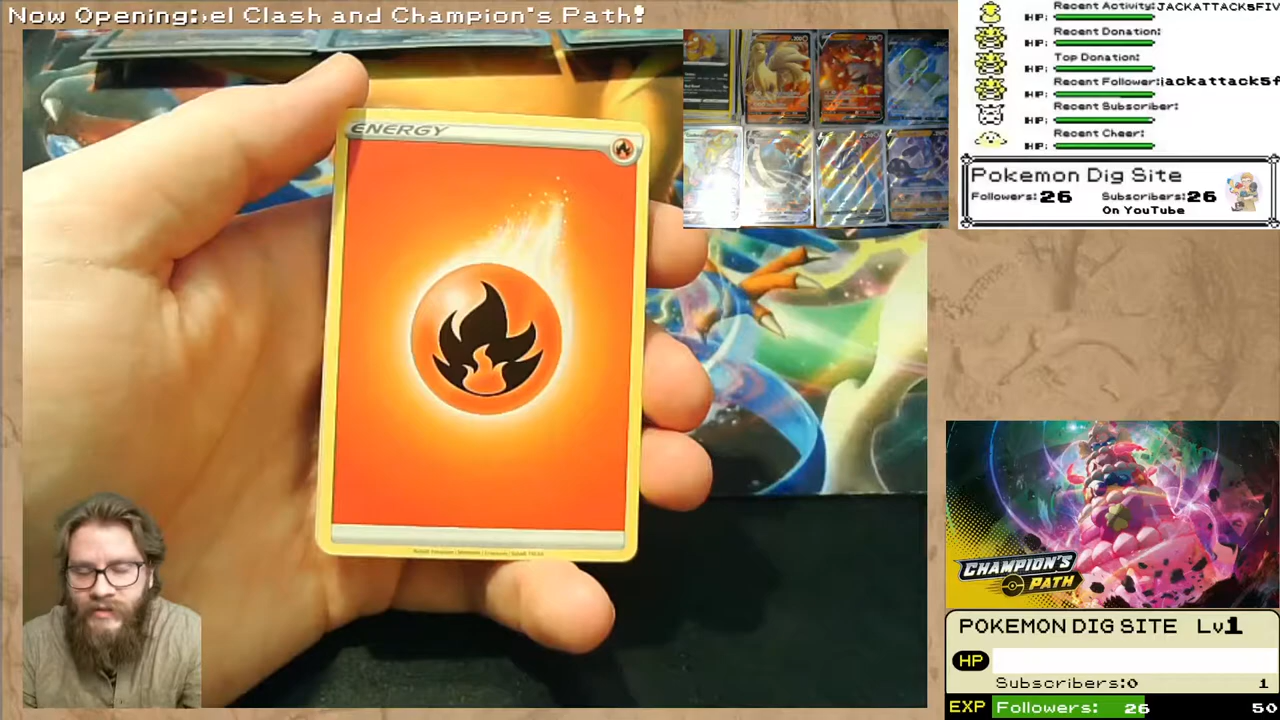 Now Opening: el Clash and Champion's Path!
ENERGY
Recent Activity: JACKATTACK5FIV
HP:
Recent Donation:
HP:
Top Donation:
HP:
Recent Follower: jackattack5f
HP:
Recent Subscriber:
HP:
Recent Cheer:
HP:
Pokemon Dig Site
Followers: 26 Subscribers: 26
On YouTube
CHAMPION'S
PATH
POKEMON DIG SITE Lv1
HP
Subscribers:0 1
EXP Followers: 26 50